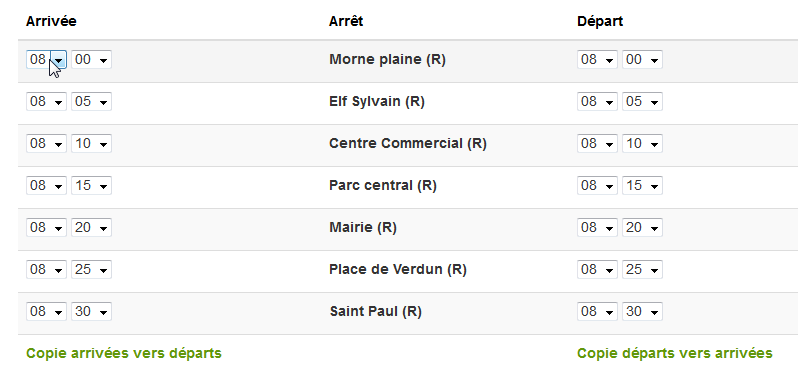 Arrivée Arrêt Départ
08 00 Morne plaine (R) 08 00
08 05 Elf Sylvain (R) 08 05
08 10 Centre Commercial (R) 08 10
08 15 Parc central (R) 08 15
08 20 Mairie (R) 08 20
08 25 Place de Verdun (R) 08 25
08 30 Saint Paul (R) 08 30
Copie arrivées vers départs Copie départs vers arrivées